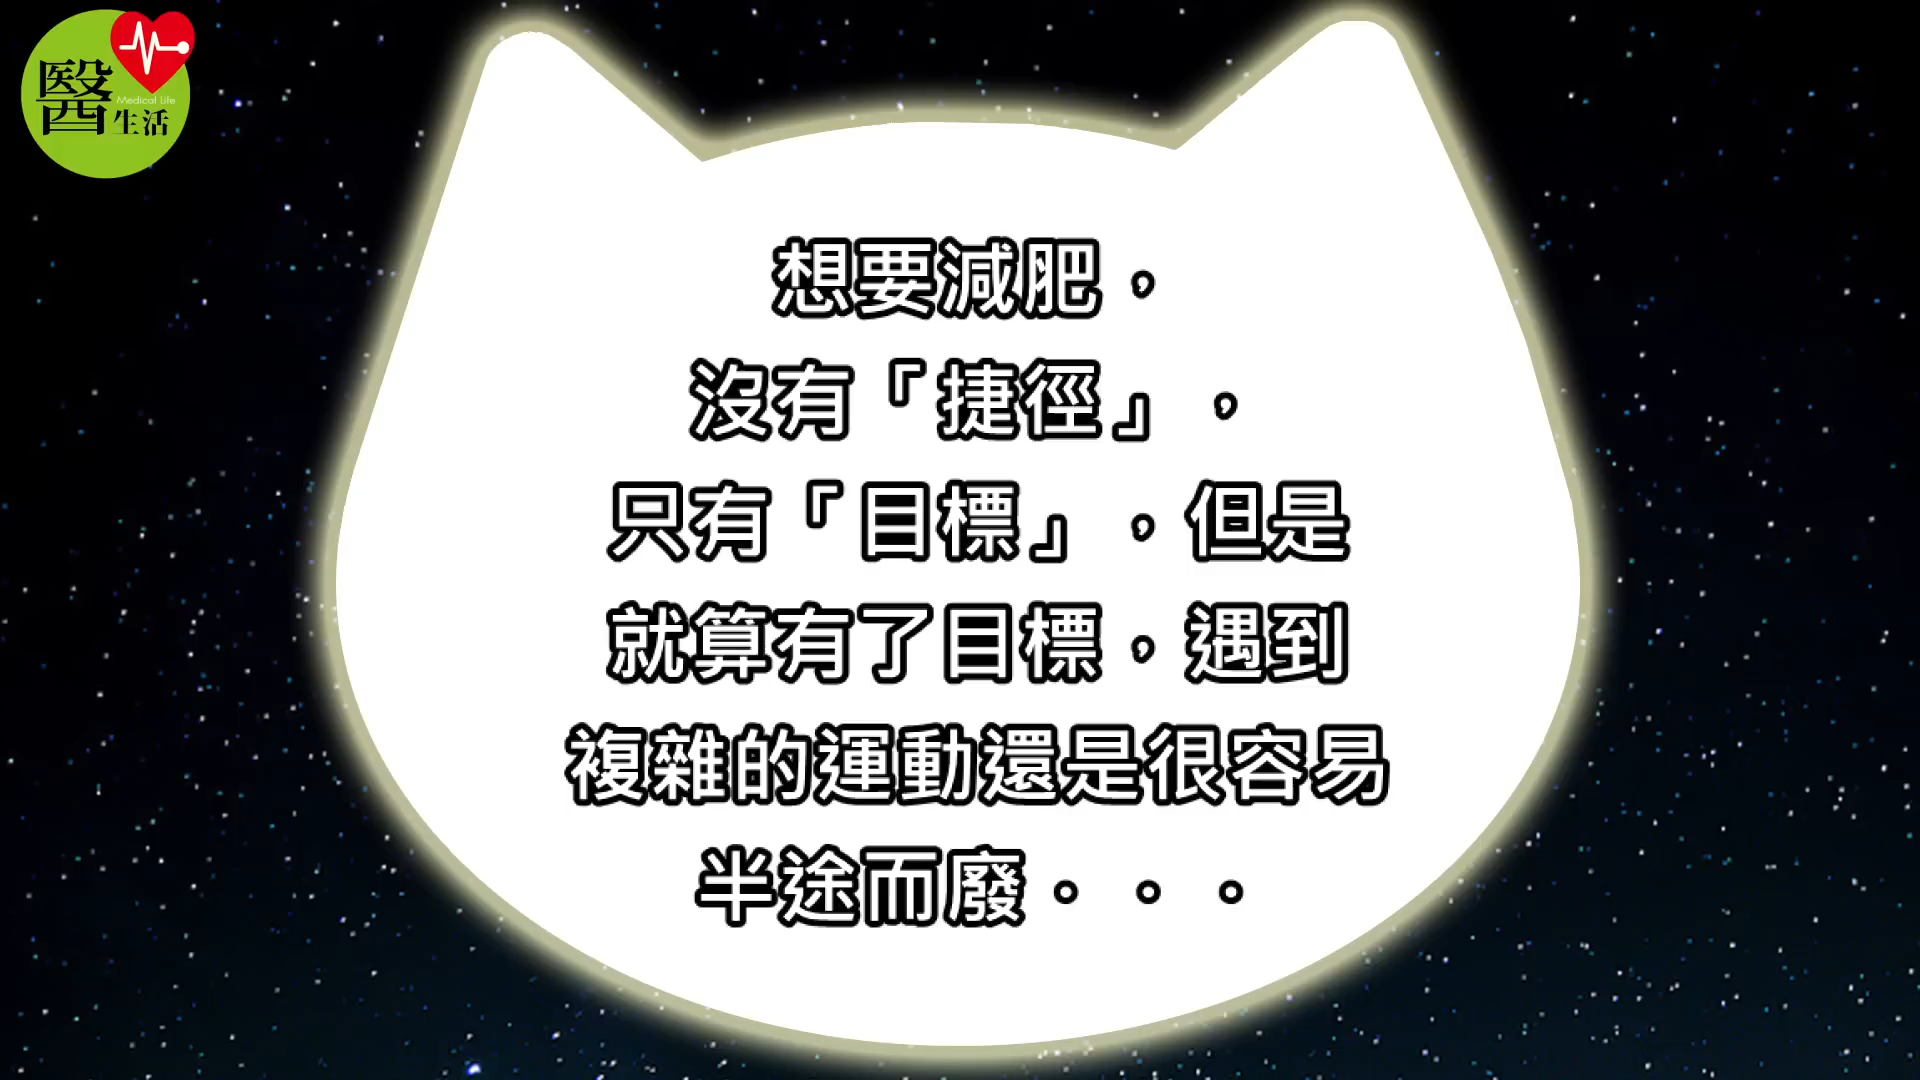 醫
Medical Life
生活
想要減肥，
沒有「捷徑」，
只有「目標」，但是
就算有了目標，遇到
複雜的運動還是很容易
半途而廢．．．